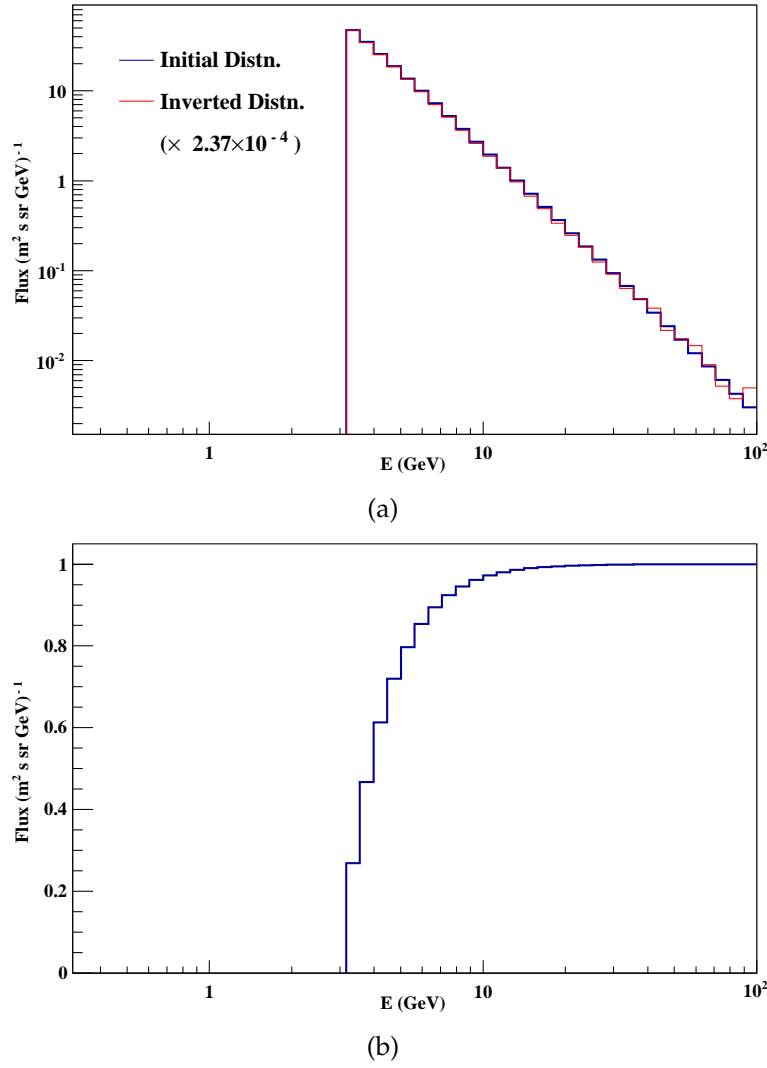 Flux (m² s sr GeV)⁻¹
10
1
10⁻¹
10⁻²
Initial Distn.
Inverted Distn.
(× 2.37×10⁻⁴ )
1
10
10²
E (GeV)
(a)
Flux (m² s sr GeV)⁻¹
1
0.8
0.6
0.4
0.2
0
1
10
10²
E (GeV)
(b)